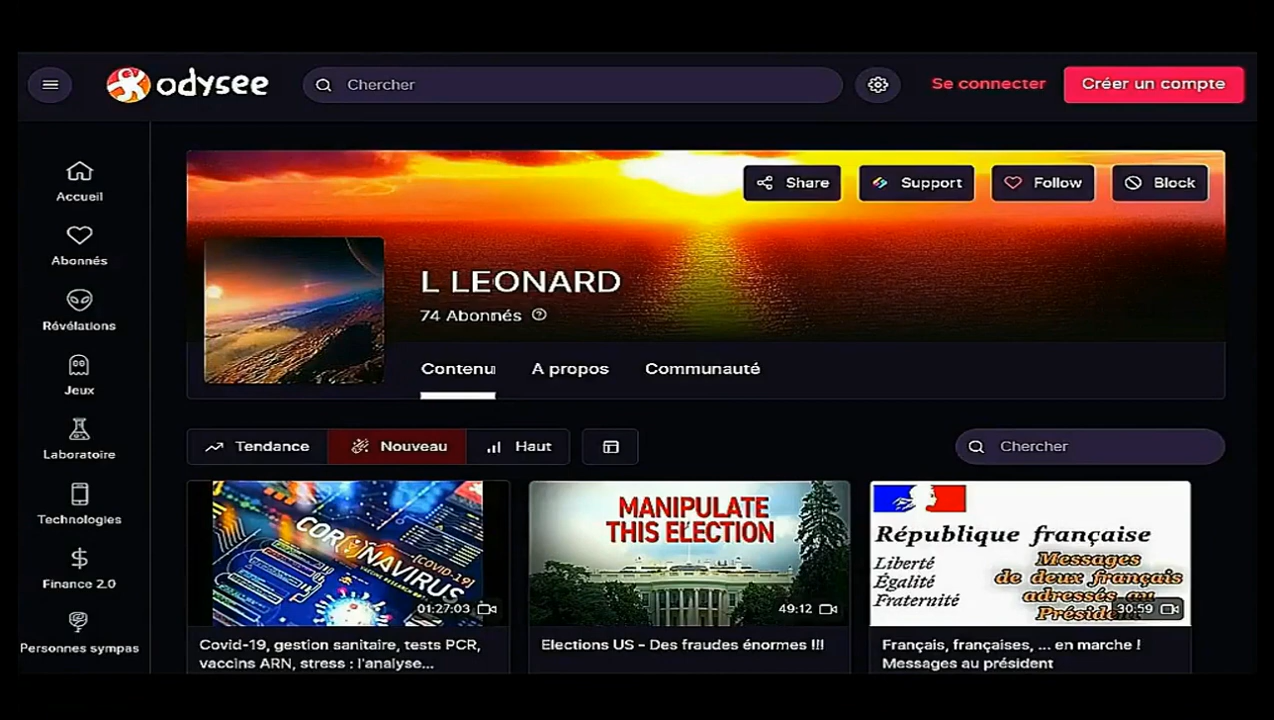 odysee
Chercher
Se connecter
Créer un compte
Accueil
Abonnés
Révélations
Jeux
Laboratoire
Technologies
Finance 2.0
Personnes sympas
Share
Support
Follow
Block
L LEONARD
74 Abonnés
Contenu
A propos
Communauté
Tendance
Nouveau
Haut
Chercher
CORONAVIRUS
[COVID-19]
01:27:03
Covid-19, gestion sanitaire, tests PCR,
vaccins ARN, stress : l'analyse...
MANIPULATE
THIS ELECTION
49:12
Elections US - Des fraudes énormes !!!
République française
Liberté
Égalité
Fraternité
Messages
de deux français
adressés au
30:59
Français, françaises, ... en marche !
Messages au président